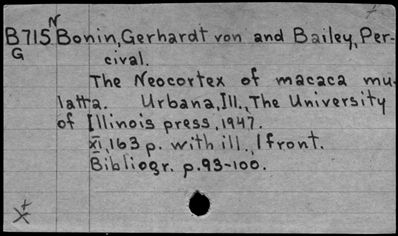 N
B715 Bonin, Gerhardt von and Bailey, Per-
G
cival.
The Neocortex of macaca mu-
latta. Urbana, Ill., The University
of Illinois press, 1947.
xi, 163 p. with ill., 1 front.
Bibliogr. p. 93-100.